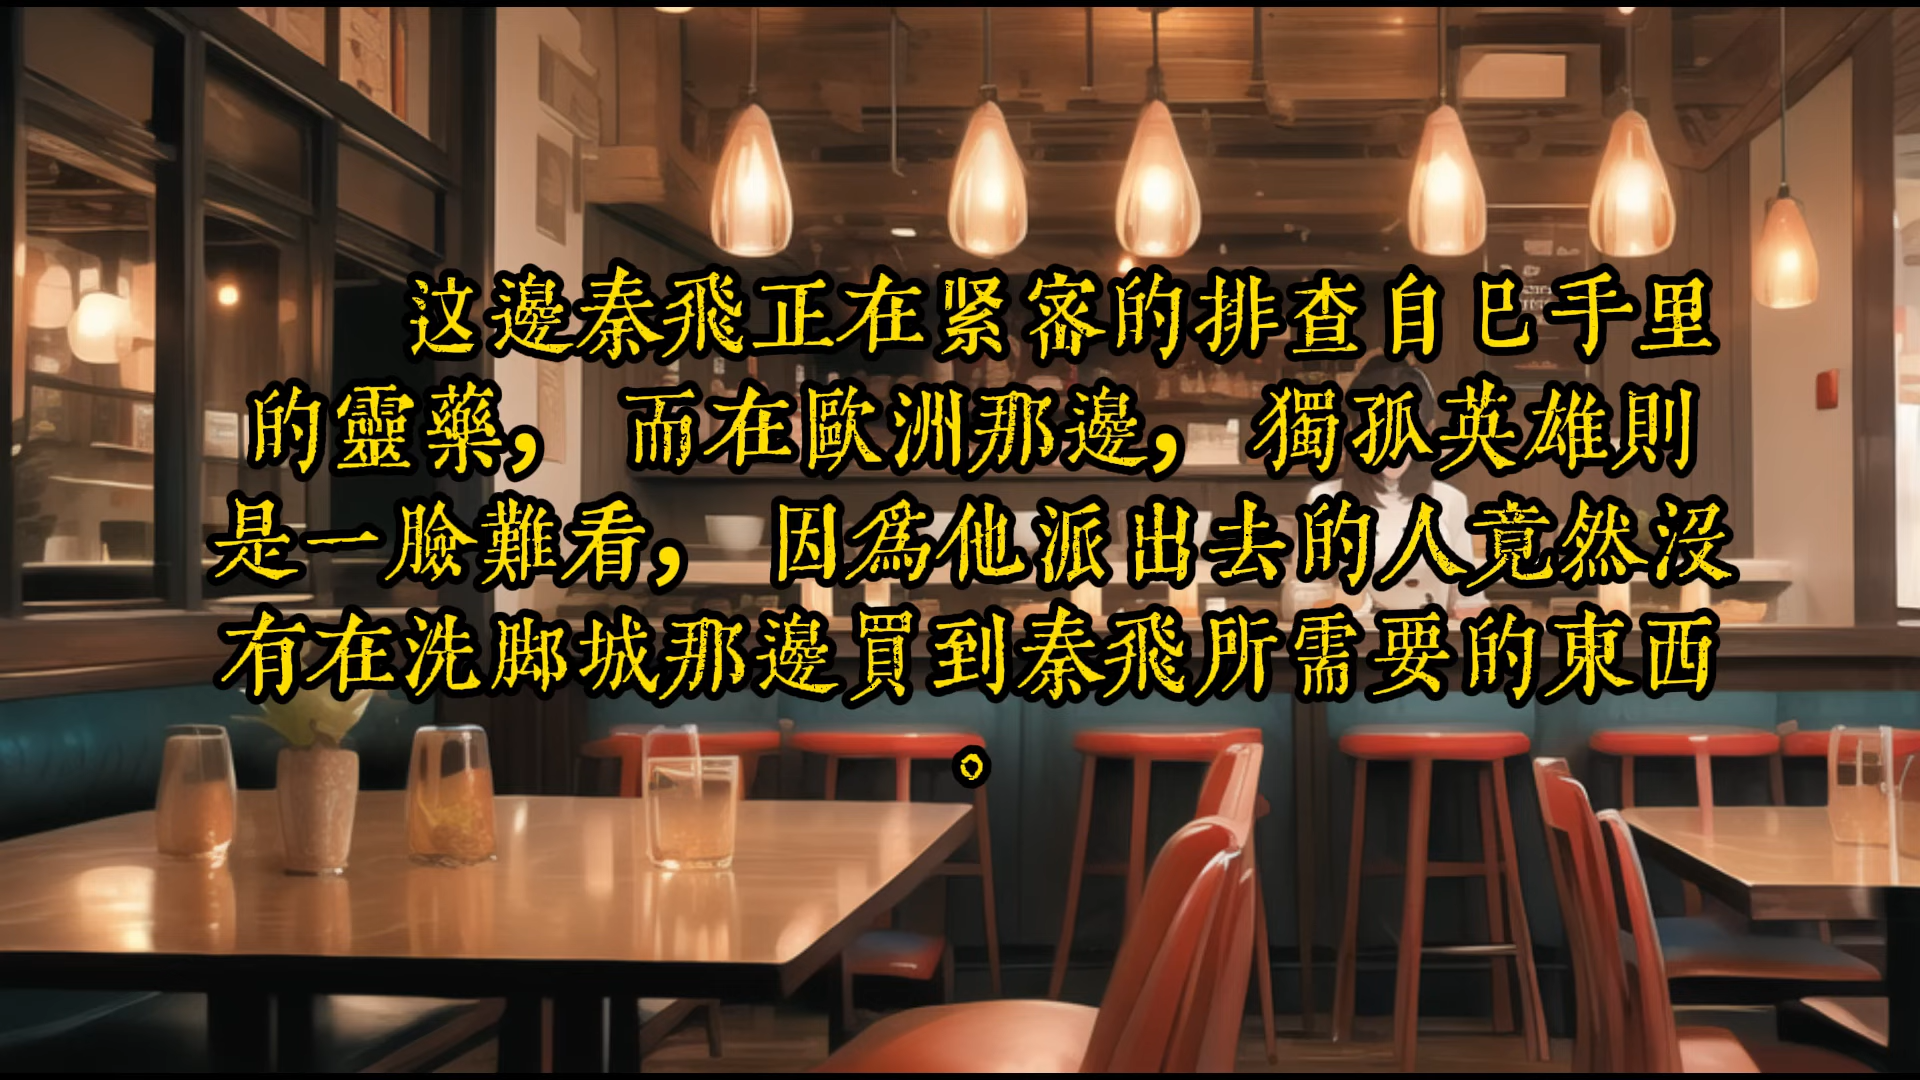 这邊秦飛正在紧密的排查自已手里
的靈藥，而在歐洲那邊，獨孤英雄則
是一臉難看，因爲他派出去的人竟然沒
有在洗脚城那邊買到秦飛所需要的東西
。